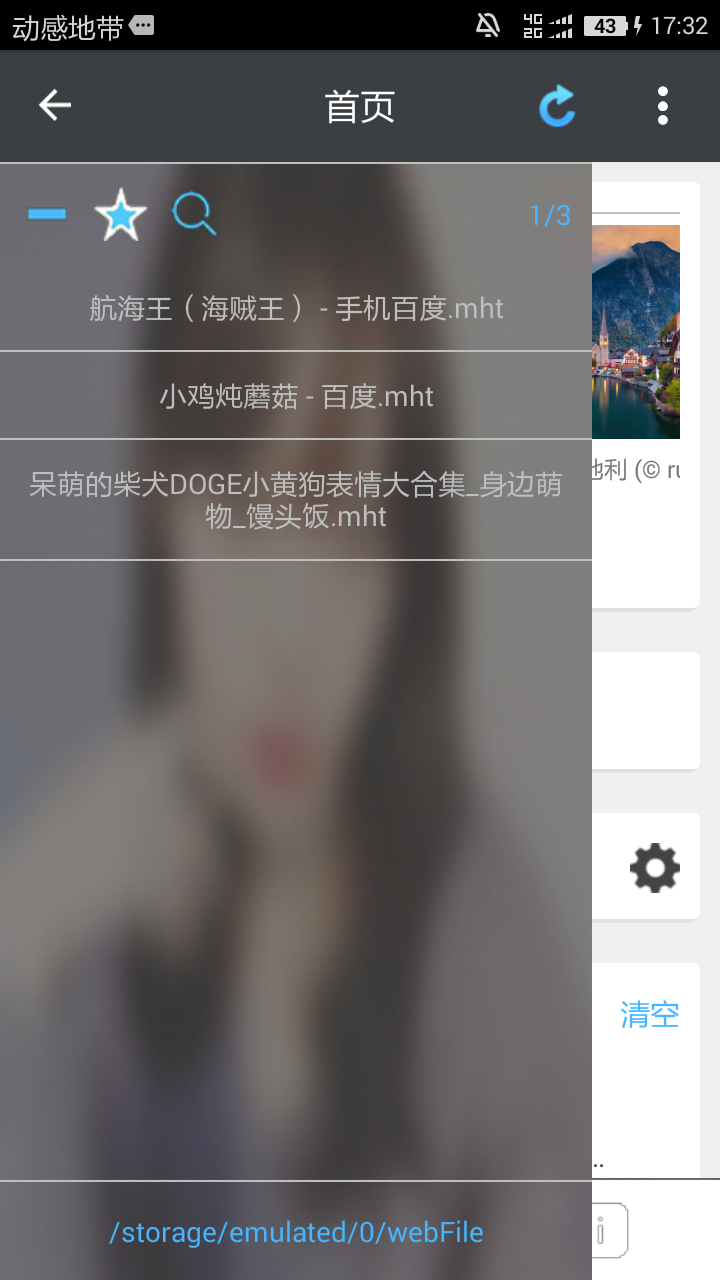 动感地带
4G 2G 43 17:32
首页
1/3
航海王（海贼王） - 手机百度.mht
小鸡炖蘑菇 - 百度.mht
呆萌的柴犬DOGE小黄狗表情大合集_身边萌
物_馒头饭.mht
利 (© ru
清空
..
/storage/emulated/0/webFile